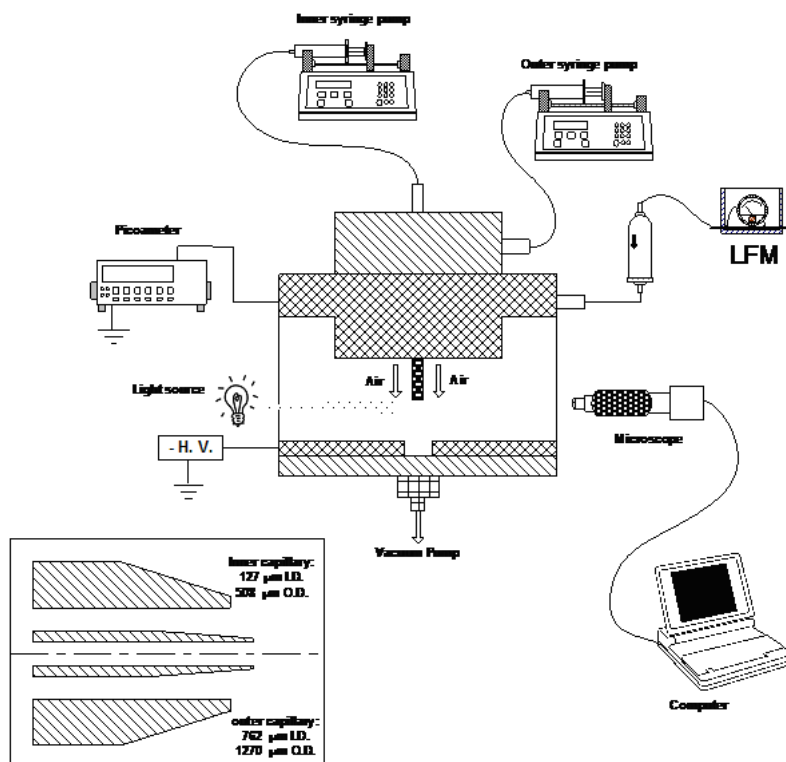 Inner syringe pump
Outer syringe pump
Picoameter
LFM
Air
Air
Light source
- H. V.
Microscope
Vacuum Pump
Inner capillary:
127 μm I.D.
508 μm O.D.
outer capillary:
762 μm I.D.
1270 μm O.D.
Computer